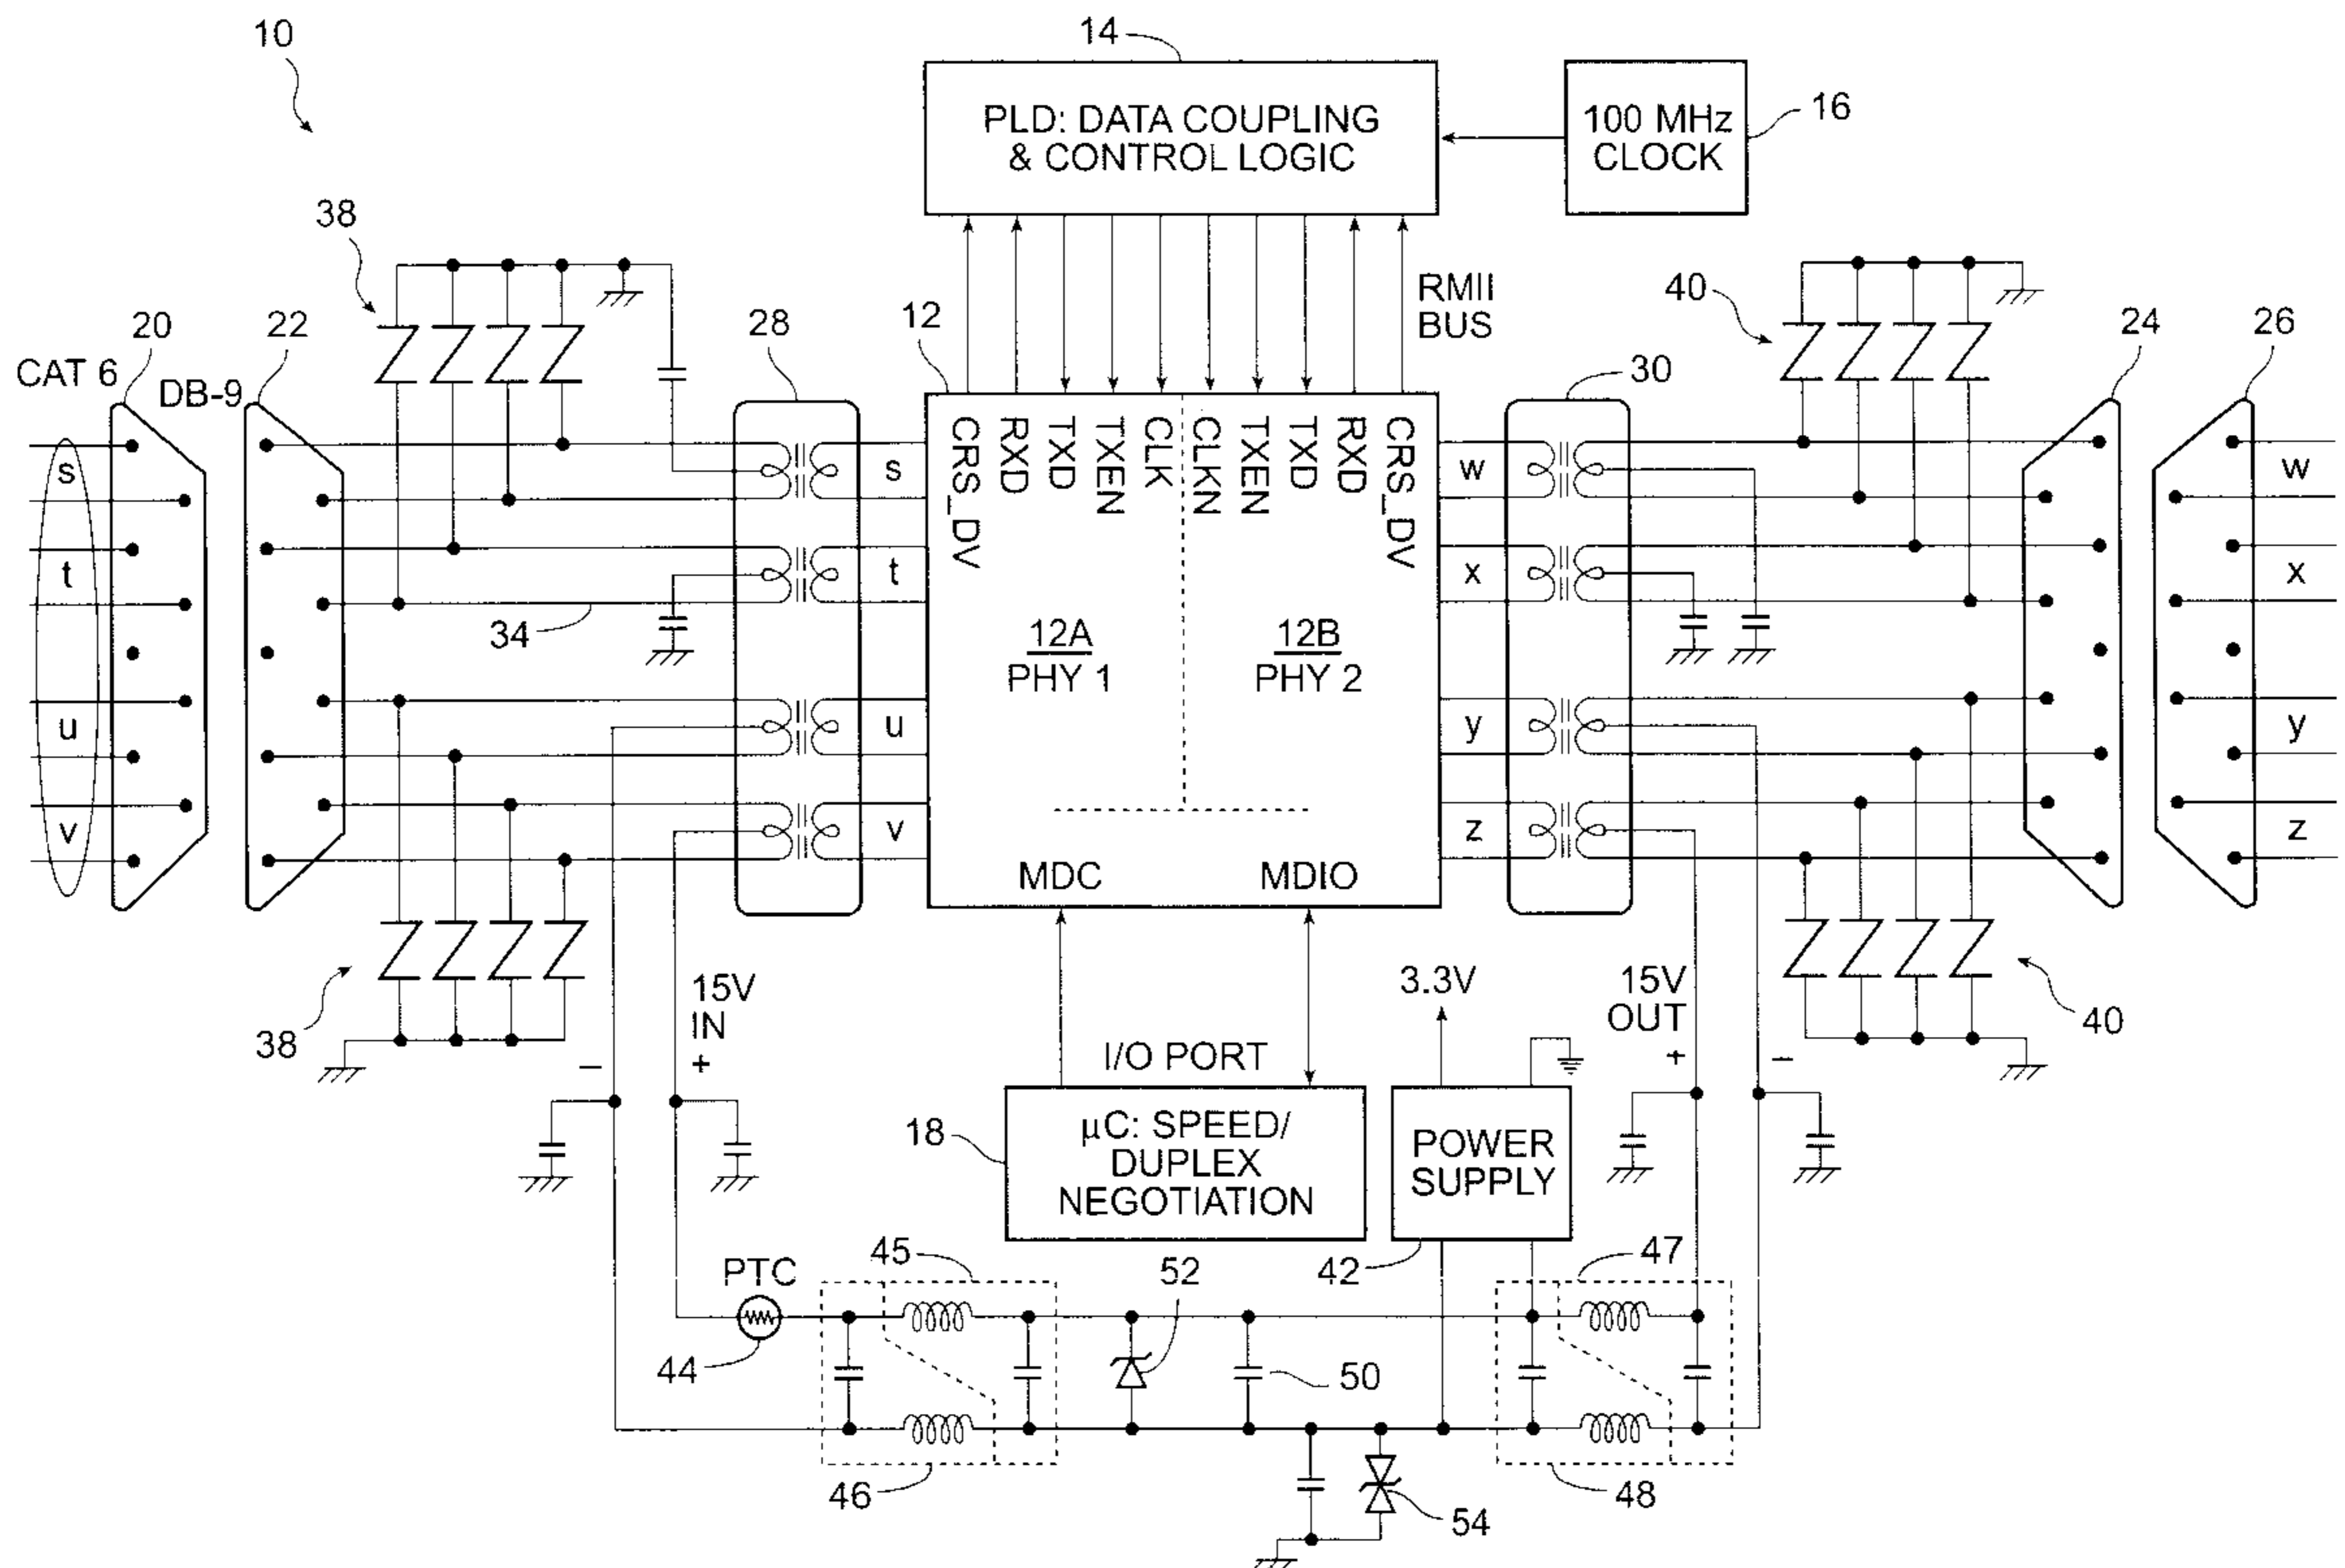 10
14
PLD: DATA COUPLING
& CONTROL LOGIC
100 MHz
CLOCK
16
38
RMII
BUS
40
20
22
28
12
30
24
26
CAT 6
DB-9
s
t
u
v
34
s
t
u
v
CRS_DV
RXD
TXD
TXEN
CLK
CLKN
TXEN
TXD
RXD
CRS_DV
12A
PHY 1
12B
PHY 2
MDC
MDIO
w
x
y
z
w
x
y
z
38
15V
IN
+
−
I/O PORT
3.3V
15V
OUT
+
−
40
18
µC: SPEED/
DUPLEX
NEGOTIATION
POWER
SUPPLY
PTC
45
52
42
47
44
50
46
54
48